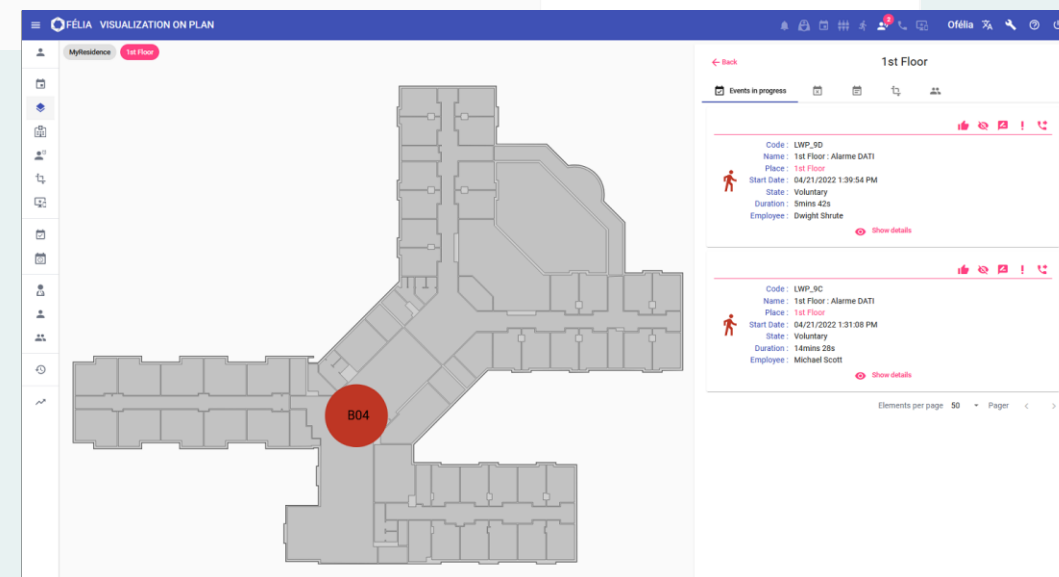 OFÉLIA VISUALIZATION ON PLAN
2
Ofélia
MyResidence 1st Floor
Back
1st Floor
Events in progress
Code : LWP_9D
Name : 1st Floor : Alarme DATI
Place : 1st Floor
Start Date : 04/21/2022 1:39:54 PM
State : Voluntary
Duration : 5mins 42s
Employee : Dwight Shrute
Show details
Code : LWP_9C
Name : 1st Floor : Alarme DATI
Place : 1st Floor
Start Date : 04/21/2022 1:31:08 PM
State : Voluntary
Duration : 14mins 28s
Employee : Michael Scott
Show details
Elements per page 50 Pager
B04